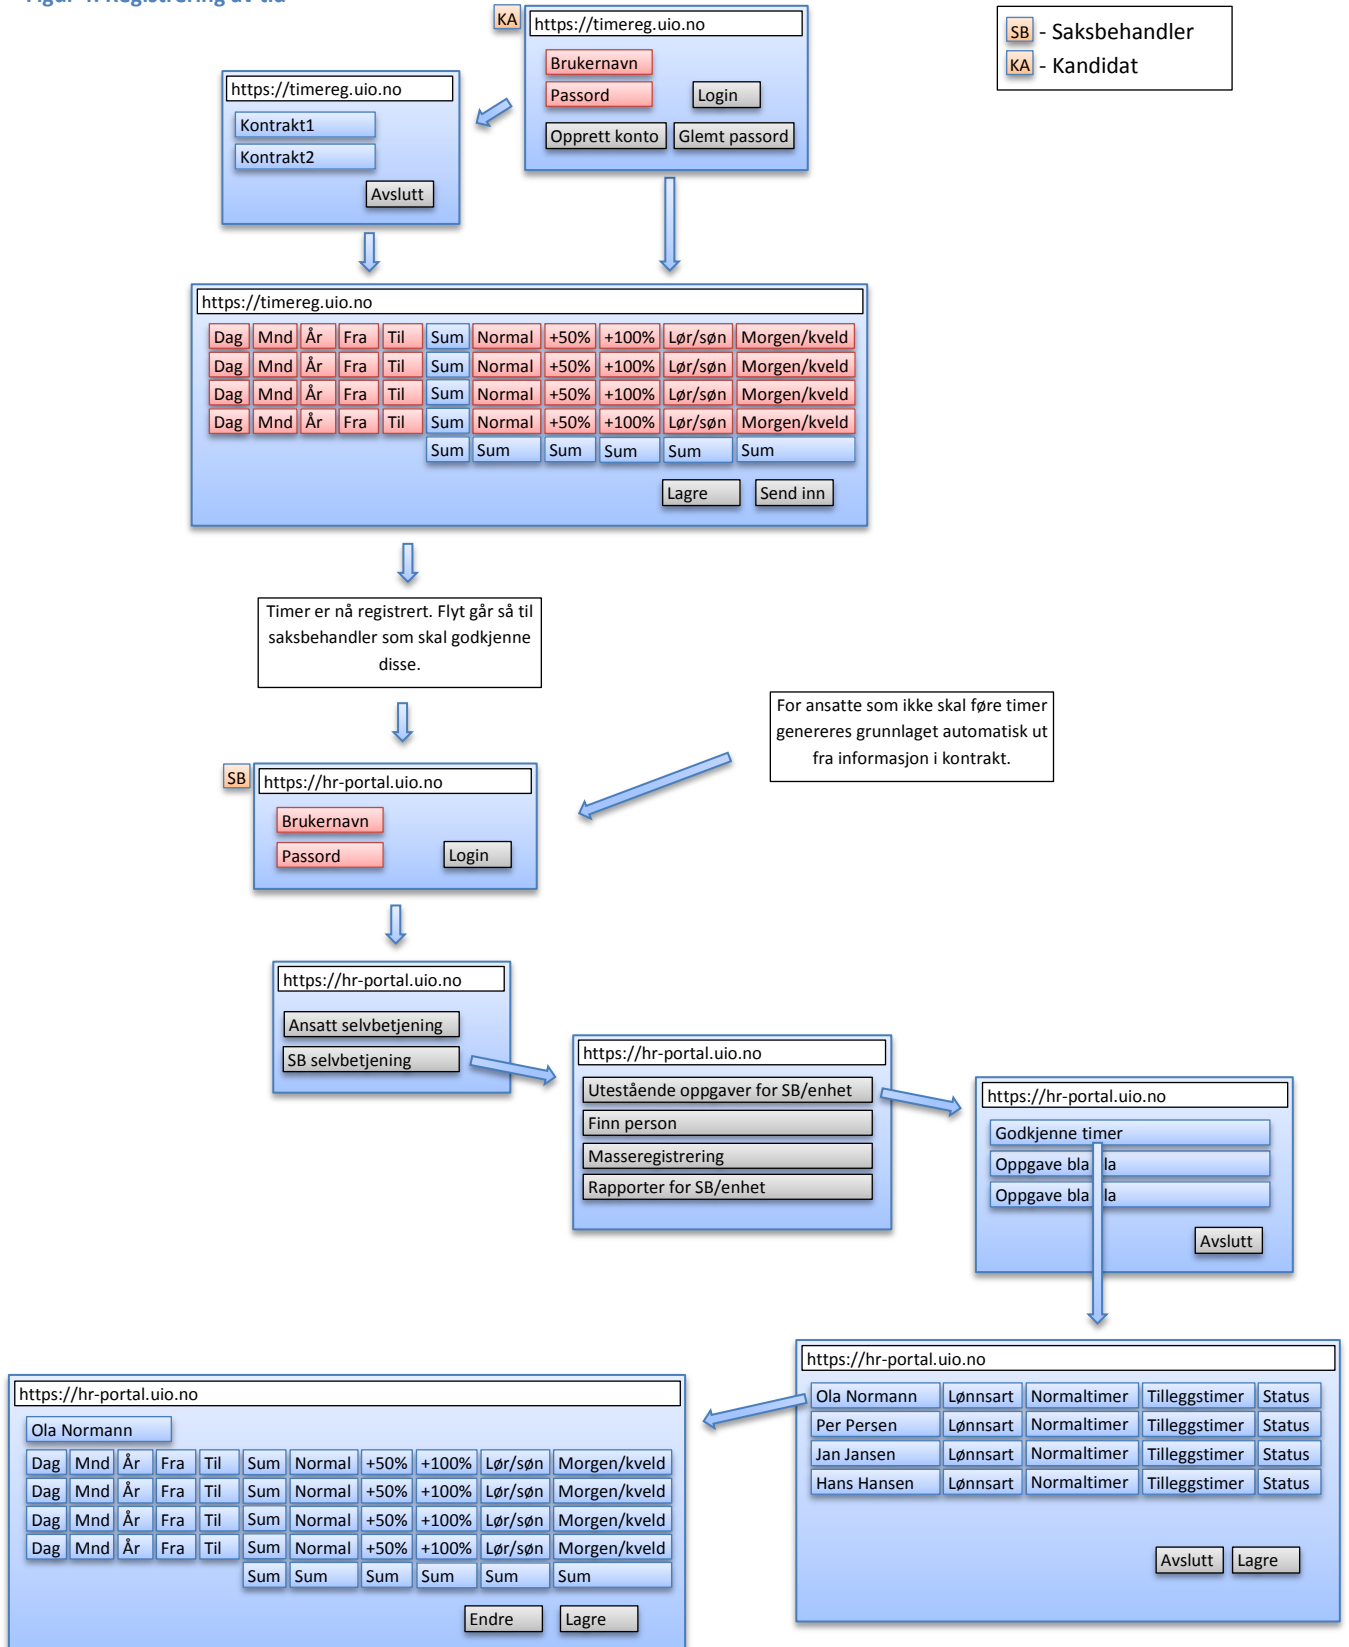 Figur 4: Registrering av tid
KA
https://timereg.uio.no
Brukernavn
Passord
Login
Opprett konto
Glemt passord
SB - Saksbehandler
KA - Kandidat
https://timereg.uio.no
Kontrakt1
Kontrakt2
Avslutt
https://timereg.uio.no
Dag Mnd År Fra Til Sum Normal +50% +100% Lør/søn Morgen/kveld
Dag Mnd År Fra Til Sum Normal +50% +100% Lør/søn Morgen/kveld
Dag Mnd År Fra Til Sum Normal +50% +100% Lør/søn Morgen/kveld
Dag Mnd År Fra Til Sum Normal +50% +100% Lør/søn Morgen/kveld
Sum Sum Sum Sum Sum Sum
Lagre Send inn
Timer er nå registrert. Flyt går så til
saksbehandler som skal godkjenne
disse.
For ansatte som ikke skal føre timer
genereres grunnlaget automatisk ut
fra informasjon i kontrakt.
SB
https://hr-portal.uio.no
Brukernavn
Passord
Login
https://hr-portal.uio.no
Ansatt selvbetjening
SB selvbetjening
https://hr-portal.uio.no
Utestående oppgaver for SB/enhet
Finn person
Masseregistrering
Rapporter for SB/enhet
https://hr-portal.uio.no
Godkjenne timer
Oppgave bla la
Oppgave bla la
Avslutt
https://hr-portal.uio.no
Ola Normann Lønnsart Normaltimer Tilleggstimer Status
Per Persen Lønnsart Normaltimer Tilleggstimer Status
Jan Jansen Lønnsart Normaltimer Tilleggstimer Status
Hans Hansen Lønnsart Normaltimer Tilleggstimer Status
Avslutt Lagre
https://hr-portal.uio.no
Ola Normann
Dag Mnd År Fra Til Sum Normal +50% +100% Lør/søn Morgen/kveld
Dag Mnd År Fra Til Sum Normal +50% +100% Lør/søn Morgen/kveld
Dag Mnd År Fra Til Sum Normal +50% +100% Lør/søn Morgen/kveld
Dag Mnd År Fra Til Sum Normal +50% +100% Lør/søn Morgen/kveld
Sum Sum Sum Sum Sum Sum
Endre Lagre